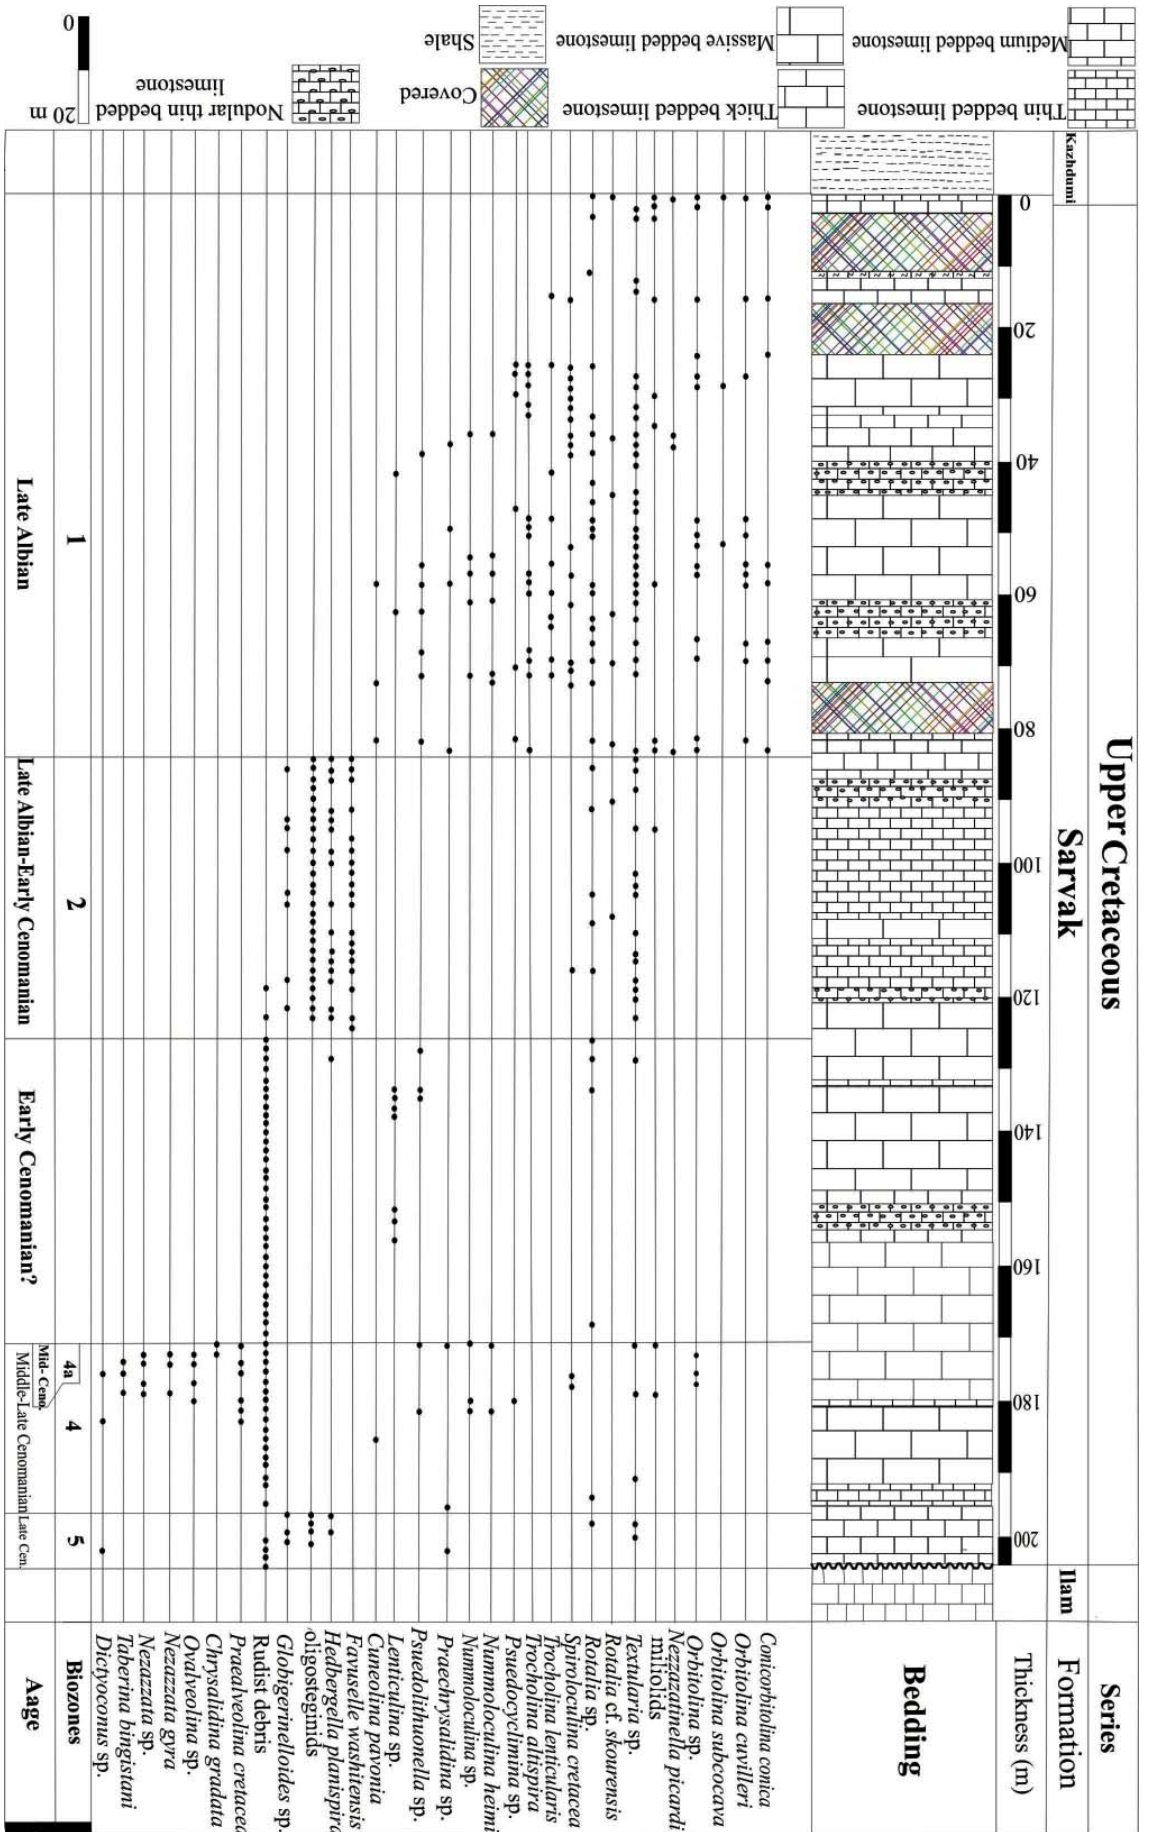 Series
Formation
Thickness (m)
Bedding
Conicorbitolina conica
Orbitolina cuvilleri
Orbitolina subcocava
Orbitolina sp.
Nezzazatinella picardi
miliolids
Textularia sp.
Rotalia cf. skourensis
Rotalia sp.
Spiroloculina cretacea
Trocholina lenticularis
Trocholina altispira
Psuedocyclimina sp.
Nummoloculina heimi
Nummoloculina sp.
Praechrysalidina sp.
Psuedolithuonella sp.
Lenticulina sp.
Cuneolina pavonia
Favuselle washitensis
Hedbergella planispira
oligosteginids
Globigerinelloides sp.
Rudist debris
Praealveolina cretacea
Chrysalidina gradata
Ovalveolina sp.
Nezazzata gyra
Nezazzata sp.
Taberina bingistani
Dictyoconus sp.
Biozones
Aage
Upper Cretaceous
Kazhdumi
Sarvak
Ilam
0
20
40
60
80
100
120
140
160
180
200
1
2
4a
4
5
Late Albian
Late Albian-Early Cenomanian
Early Cenomanian?
Mid- Ceno.
Middle-Late Cenomanian
Late Cen.
Thin bedded limestone
Medium bedded limestone
Thick bedded limestone
Massive bedded limestone
Covered
Shale
Nodular thin bedded
limestone
0
20 m